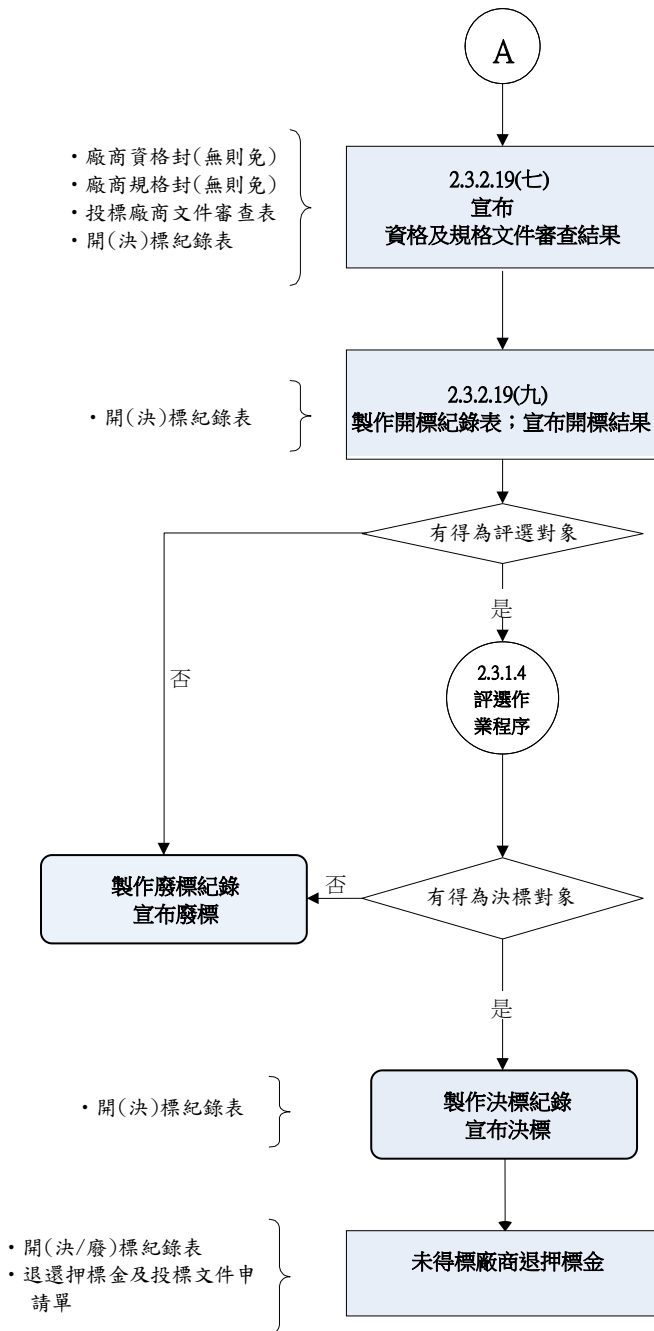 A
・廠商資格封(無則免)
・廠商規格封(無則免)
・投標廠商文件審查表
・開(決)標紀錄表
2.3.2.19(七)
宣布
資格及規格文件審查結果
・開(決)標紀錄表
2.3.2.19(九)
製作開標紀錄表；宣布開標結果
有得為評選對象
是
否
2.3.1.4
評選作
業程序
製作廢標紀錄
宣布廢標
否
有得為決標對象
是
・開(決)標紀錄表
製作決標紀錄
宣布決標
・開(決/廢)標紀錄表
・退還押標金及投標文件申
請單
未得標廠商退押標金